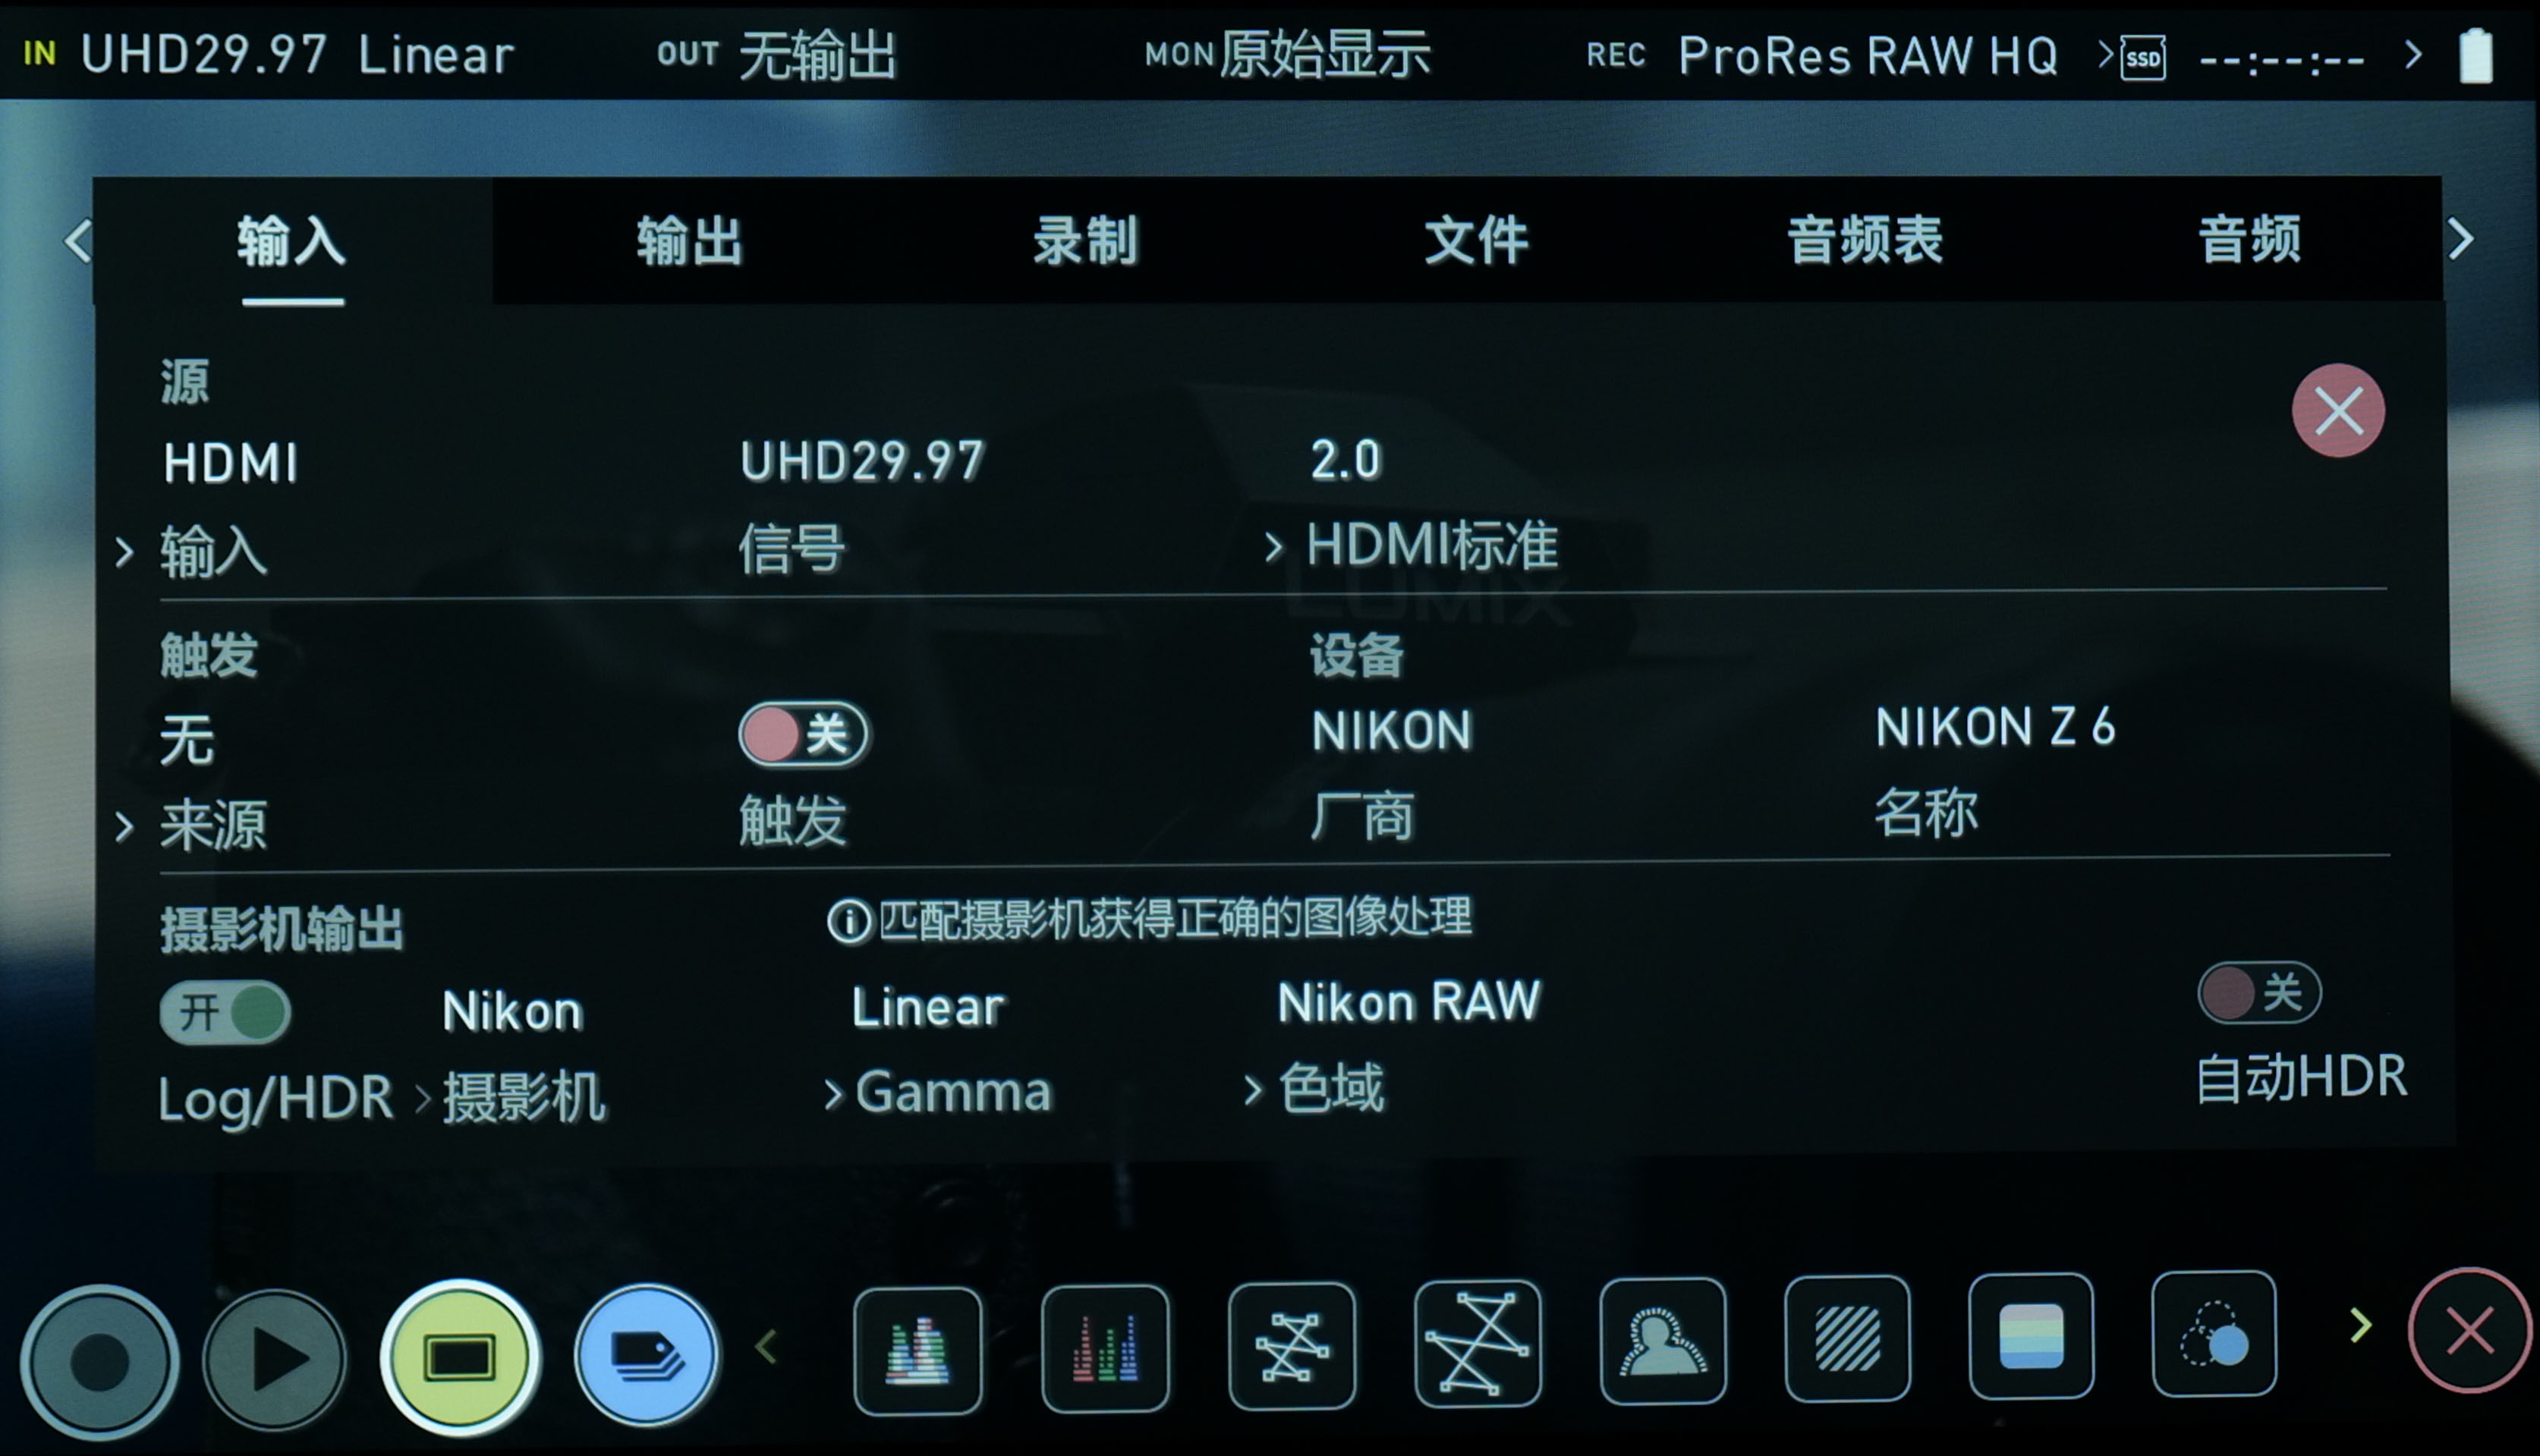 IN UHD29.97 Linear OUT 无输出 MON 原始显示 REC ProRes RAW HQ > SSD --:--:-- >
< 输入 输出 录制 文件 音频表 音频 >
源
HDMI UHD29.97 2.0
> 输入 信号 > HDMI标准
LUMIX
触发 设备
无 关 NIKON NIKON Z 6
> 来源 触发 厂商 名称
摄影机输出 ⓘ匹配摄影机获得正确的图像处理
开 Nikon Linear Nikon RAW 关
Log/HDR > 摄影机 > Gamma > 色域 自动HDR